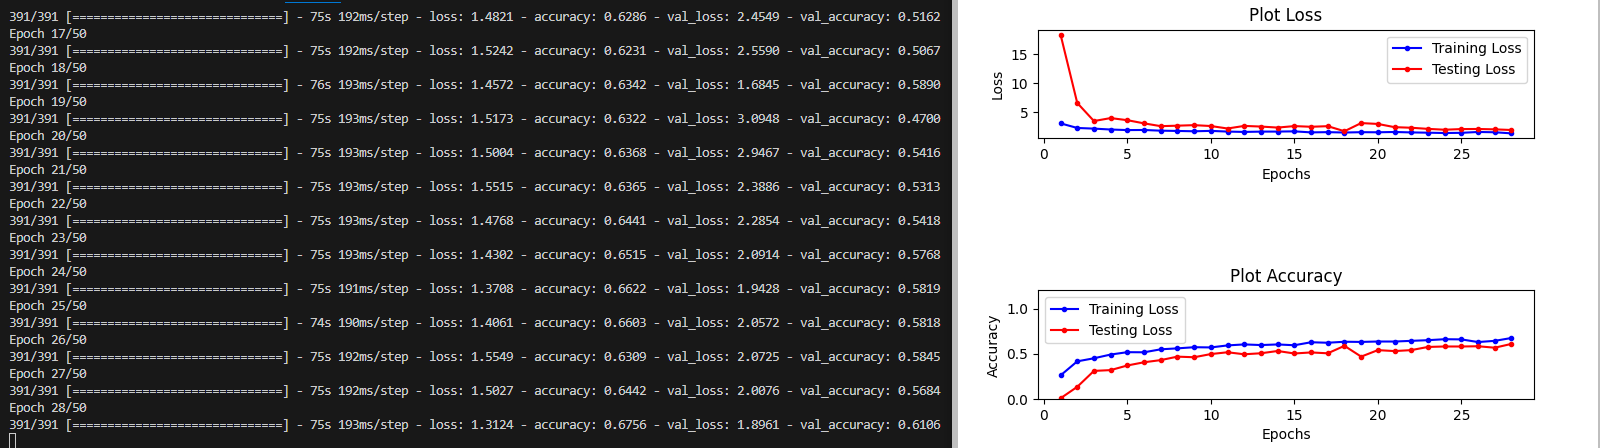 391/391 [==============================] - 75s 192ms/step - loss: 1.4821 - accuracy: 0.6286 - val_loss: 2.4549 - val_accuracy: 0.5162
Epoch 17/50
391/391 [==============================] - 75s 192ms/step - loss: 1.5242 - accuracy: 0.6231 - val_loss: 2.5590 - val_accuracy: 0.5067
Epoch 18/50
391/391 [==============================] - 76s 193ms/step - loss: 1.4572 - accuracy: 0.6342 - val_loss: 1.6845 - val_accuracy: 0.5890
Epoch 19/50
391/391 [==============================] - 75s 193ms/step - loss: 1.5173 - accuracy: 0.6322 - val_loss: 3.0948 - val_accuracy: 0.4700
Epoch 20/50
391/391 [==============================] - 75s 193ms/step - loss: 1.5004 - accuracy: 0.6368 - val_loss: 2.9467 - val_accuracy: 0.5416
Epoch 21/50
391/391 [==============================] - 75s 193ms/step - loss: 1.5515 - accuracy: 0.6365 - val_loss: 2.3886 - val_accuracy: 0.5313
Epoch 22/50
391/391 [==============================] - 75s 193ms/step - loss: 1.4768 - accuracy: 0.6441 - val_loss: 2.2854 - val_accuracy: 0.5418
Epoch 23/50
391/391 [==============================] - 75s 193ms/step - loss: 1.4302 - accuracy: 0.6515 - val_loss: 2.0914 - val_accuracy: 0.5768
Epoch 24/50
391/391 [==============================] - 75s 191ms/step - loss: 1.3708 - accuracy: 0.6622 - val_loss: 1.9428 - val_accuracy: 0.5819
Epoch 25/50
391/391 [==============================] - 74s 190ms/step - loss: 1.4061 - accuracy: 0.6603 - val_loss: 2.0572 - val_accuracy: 0.5818
Epoch 26/50
391/391 [==============================] - 75s 192ms/step - loss: 1.5549 - accuracy: 0.6309 - val_loss: 2.0725 - val_accuracy: 0.5845
Epoch 27/50
391/391 [==============================] - 75s 192ms/step - loss: 1.5027 - accuracy: 0.6442 - val_loss: 2.0076 - val_accuracy: 0.5684
Epoch 28/50
391/391 [==============================] - 75s 193ms/step - loss: 1.3124 - accuracy: 0.6756 - val_loss: 1.8961 - val_accuracy: 0.6106
Plot Loss
Training Loss
Testing Loss
Loss
15
10
5
0 5 10 15 20 25
Epochs
Plot Accuracy
Training Loss
Testing Loss
Accuracy
1.0
0.5
0.0
0 5 10 15 20 25
Epochs